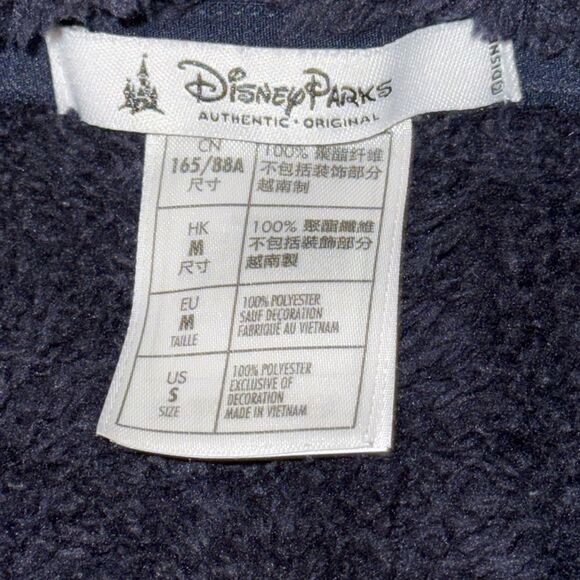 Disney Parks
AUTHENTIC • ORIGINAL
©DISN
CN
165/88A
尺寸
100% 聚酯纤维
不包括装饰部分
越南制
HK
M
尺寸
100% 聚酯纖維
不包括裝飾部分
越南製
EU
M
TAILLE
100% POLYESTER
SAUF DECORATION
FABRIQUÉ AU VIETNAM
US
S
SIZE
100% POLYESTER
EXCLUSIVE OF
DECORATION
MADE IN VIETNAM